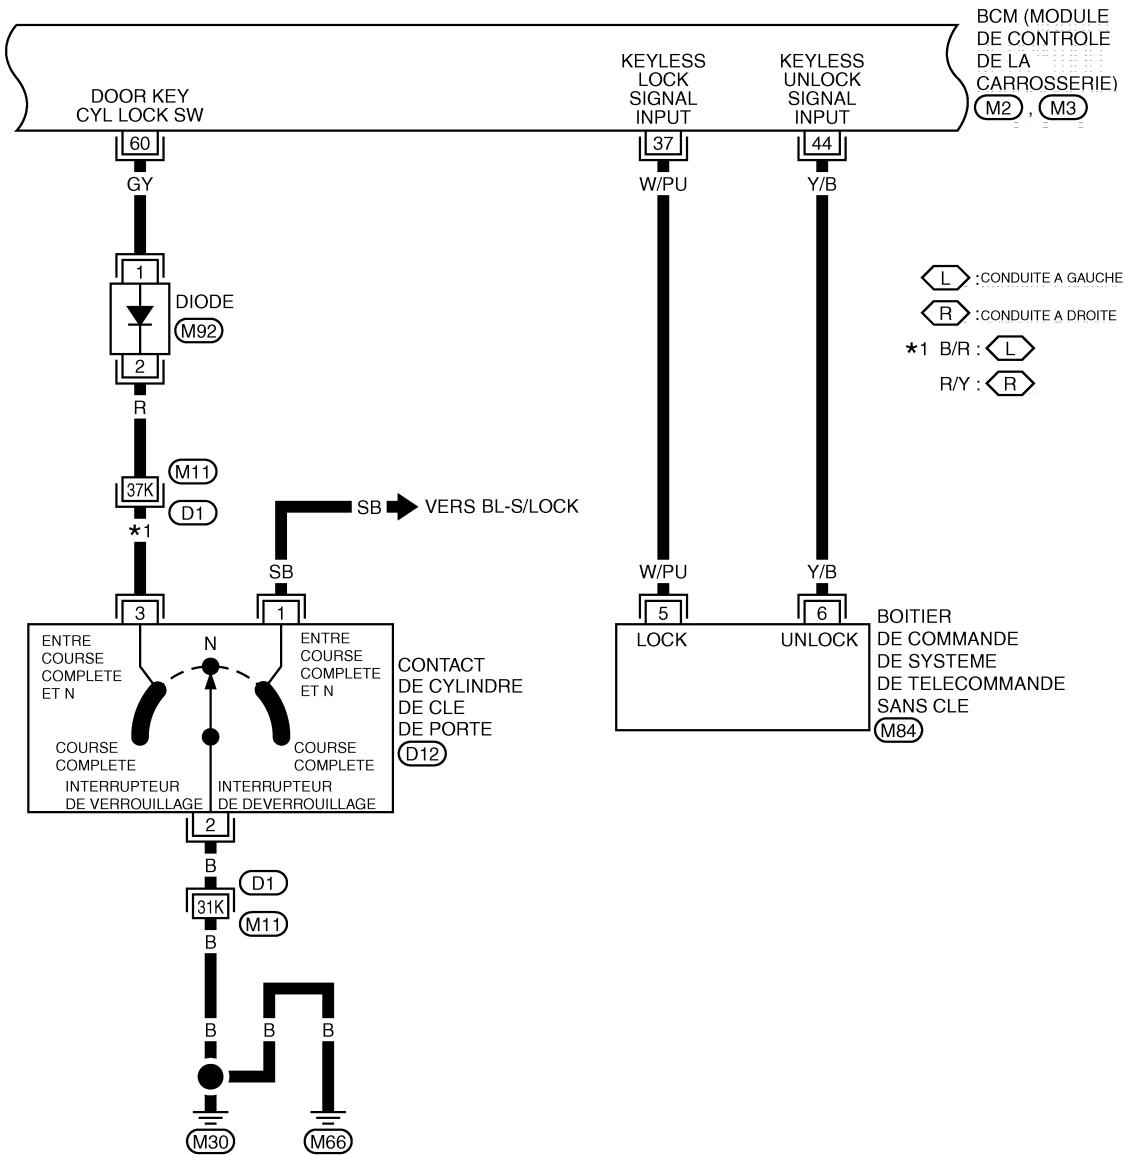 BCM (MODULE
DE CONTROLE
DE LA
CARROSSERIE)
M2 , M3
DOOR KEY
CYL LOCK SW
KEYLESS
LOCK
SIGNAL
INPUT
KEYLESS
UNLOCK
SIGNAL
INPUT
60
37
44
GY
W/PU
Y/B
1
DIODE
M92
2
R
L :CONDUITE A GAUCHE
R :CONDUITE A DROITE
*1 B/R : L
R/Y : R
M11
37K
D1
*1
SB VERS BL-S/LOCK
SB
W/PU
Y/B
3
1
5
6
LOCK
UNLOCK
BOITIER
DE COMMANDE
DE SYSTEME
DE TELECOMMANDE
SANS CLE
M84
ENTRE
COURSE
COMPLETE
ET N
N
ENTRE
COURSE
COMPLETE
ET N
CONTACT
DE CYLINDRE
DE CLE
DE PORTE
D12
COURSE
COMPLETE
COURSE
COMPLETE
INTERRUPTEUR
DE VERROUILLAGE
INTERRUPTEUR
DE DEVERROUILLAGE
2
B
D1
31K
M11
B
B
B
B
M30
M66